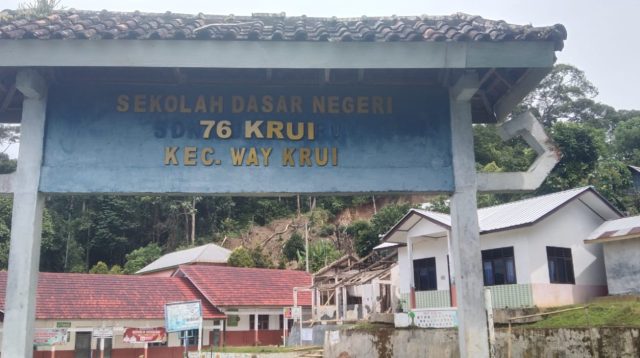 SEKOLAH DASAR NEGERI
76 KRUI
KEC. WAY KRUI